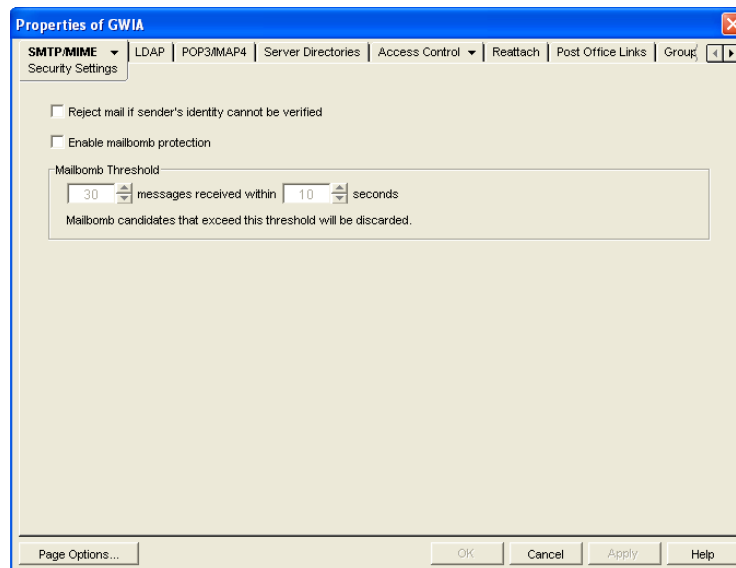 Properties of GWIA
SMTP/MIME LDAP POP3/IMAP4 Server Directories Access Control Reattach Post Office Links Group
Security Settings
Reject mail if sender's identity cannot be verified
Enable mailbomb protection
Mailbomb Threshold
30 messages received within 10 seconds
Mailbomb candidates that exceed this threshold will be discarded.
Page Options... OK Cancel Apply Help